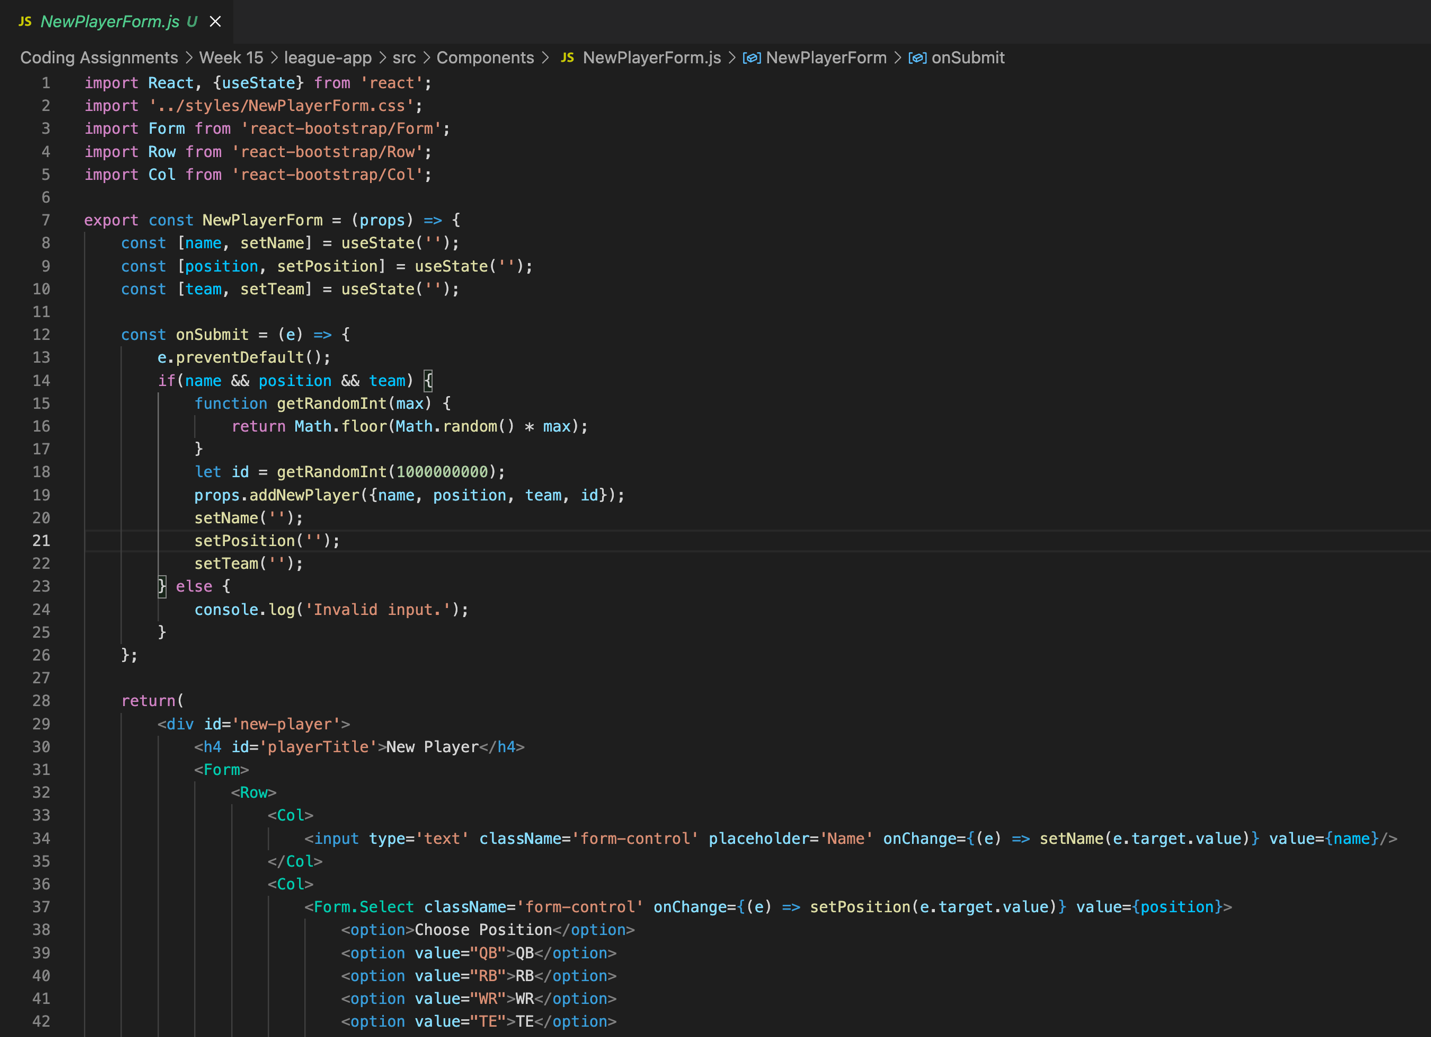 JS NewPlayerForm.js U ×
Coding Assignments > Week 15 > league-app > src > Components > JS NewPlayerForm.js > NewPlayerForm > onSubmit
1 import React, {useState} from 'react';
2 import '../styles/NewPlayerForm.css';
3 import Form from 'react-bootstrap/Form';
4 import Row from 'react-bootstrap/Row';
5 import Col from 'react-bootstrap/Col';
6
7 export const NewPlayerForm = (props) => {
8     const [name, setName] = useState('');
9     const [position, setPosition] = useState('');
10     const [team, setTeam] = useState('');
11
12     const onSubmit = (e) => {
13         e.preventDefault();
14         if(name && position && team) {
15             function getRandomInt(max) {
16                 return Math.floor(Math.random() * max);
17             }
18             let id = getRandomInt(1000000000);
19             props.addNewPlayer({name, position, team, id});
20             setName('');
21             setPosition('');
22             setTeam('');
23         } else {
24             console.log('Invalid input.');
25         }
26     };
27
28     return(
29         <div id='new-player'>
30             <h4 id='playerTitle'>New Player</h4>
31             <Form>
32                 <Row>
33                     <Col>
34                         <input type='text' className='form-control' placeholder='Name' onChange={(e) => setName(e.target.value)} value={name}/>
35                     </Col>
36                     <Col>
37                         <Form.Select className='form-control' onChange={(e) => setPosition(e.target.value)} value={position}>
38                             <option>Choose Position</option>
39                             <option value="QB">QB</option>
40                             <option value="RB">RB</option>
41                             <option value="WR">WR</option>
42                             <option value="TE">TE</option>